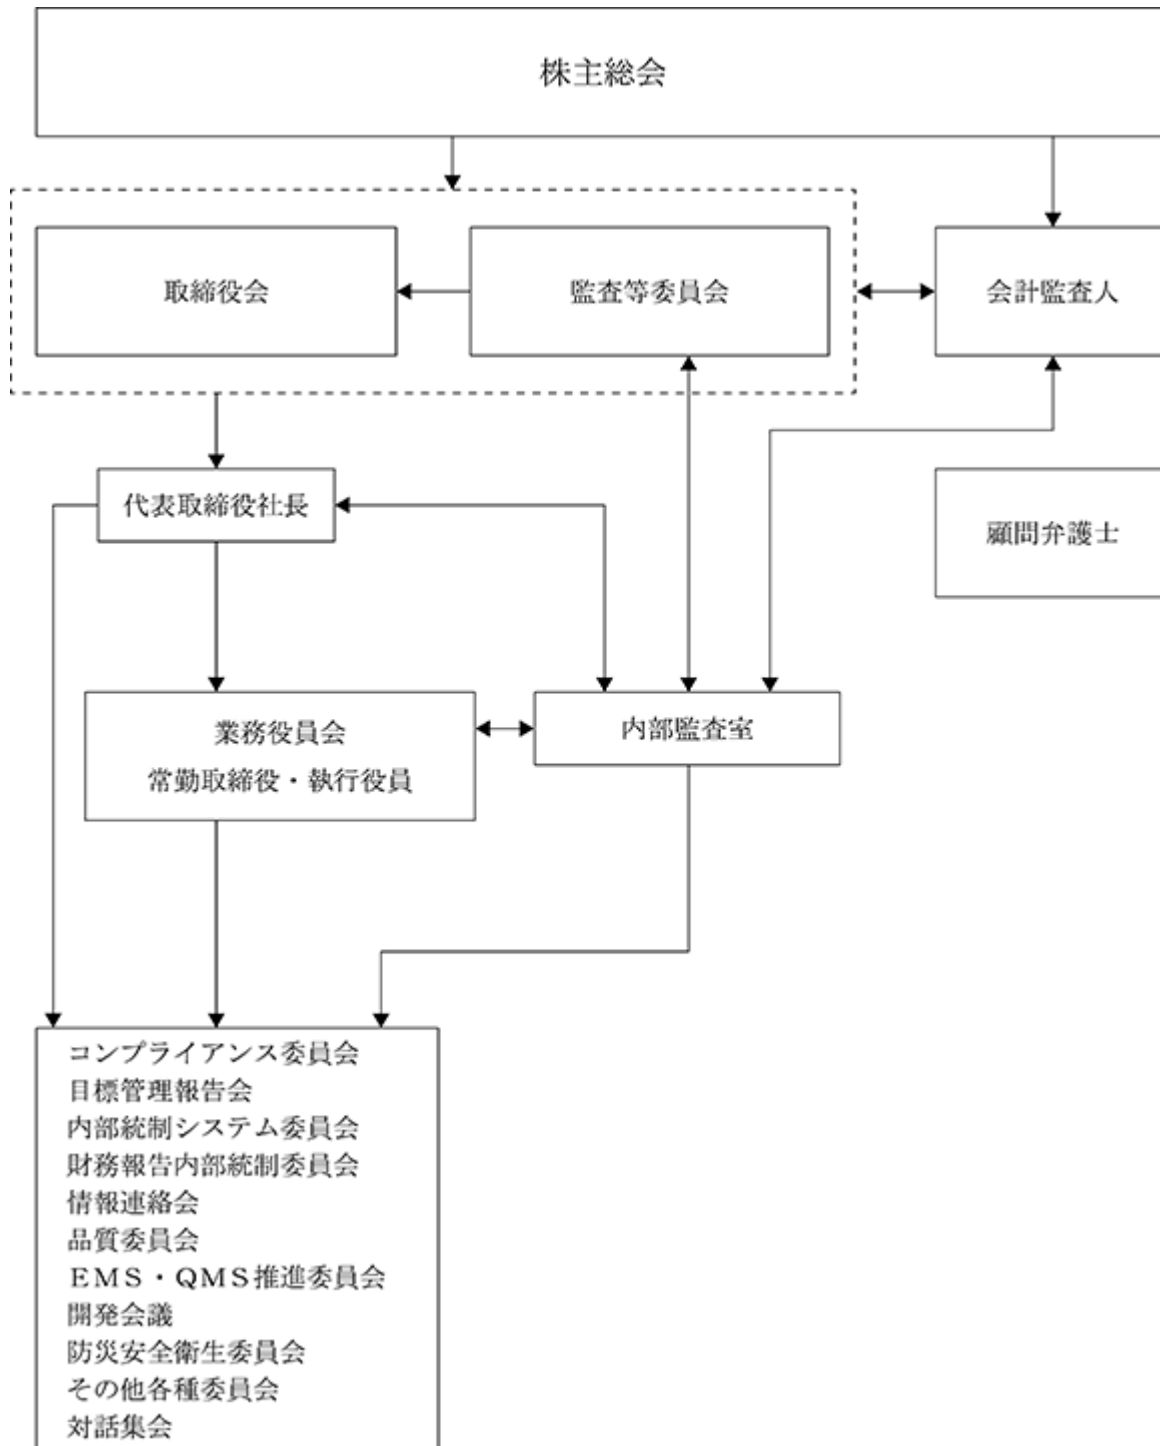 株主総会
取締役会
監査等委員会
会計監査人
代表取締役社長
顧問弁護士
業務役員会
常勤取締役・執行役員
内部監査室
コンプライアンス委員会
目標管理報告会
内部統制システム委員会
財務報告内部統制委員会
情報連絡会
品質委員会
ＥＭＳ・ＱＭＳ推進委員会
開発会議
防災安全衛生委員会
その他各種委員会
対話集会